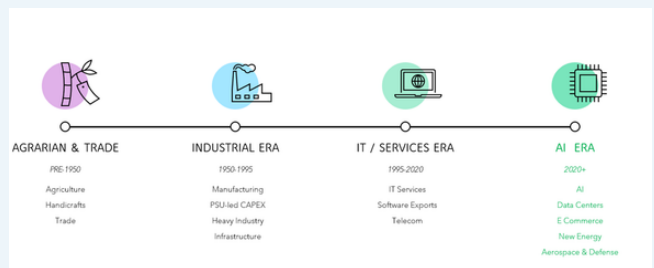 AGRARIAN & TRADE
PRE-1950
Agriculture
Handicrafts
Trade
INDUSTRIAL ERA
1950-1995
Manufacturing
PSU-led CAPEX
Heavy Industry
Infrastructure
IT / SERVICES ERA
1995-2020
IT Services
Software Exports
Telecom
AI ERA
2020+
AI
Data Centers
E Commerce
New Energy
Aerospace & Defense